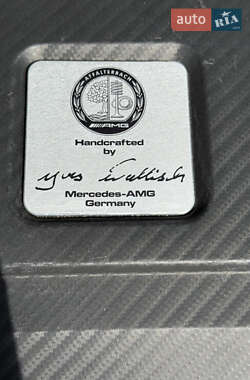 auto RIA
AFFALTERBACH
AMG
Handcrafted
by
Mercedes-AMG
Germany